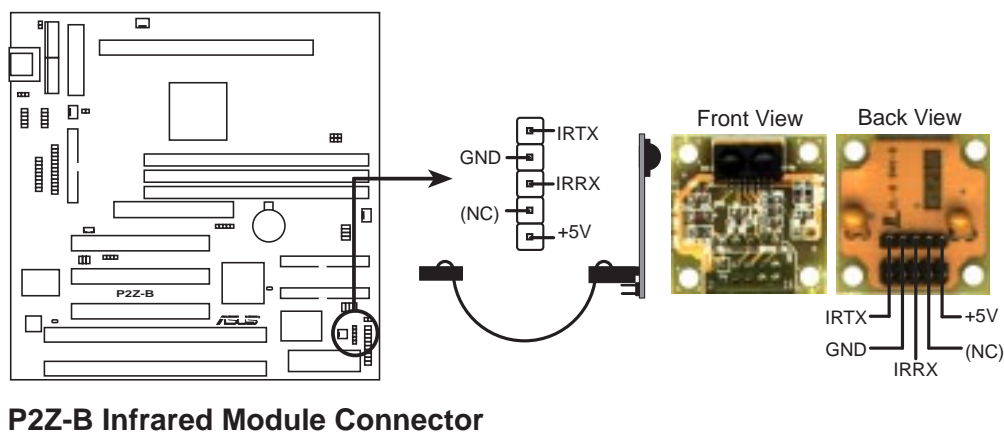 Front View
Back View
IRTX
GND
IRRX
(NC)
+5V
P2Z-B
ASUS
IRTX
+5V
GND
(NC)
IRRX
P2Z-B Infrared Module Connector